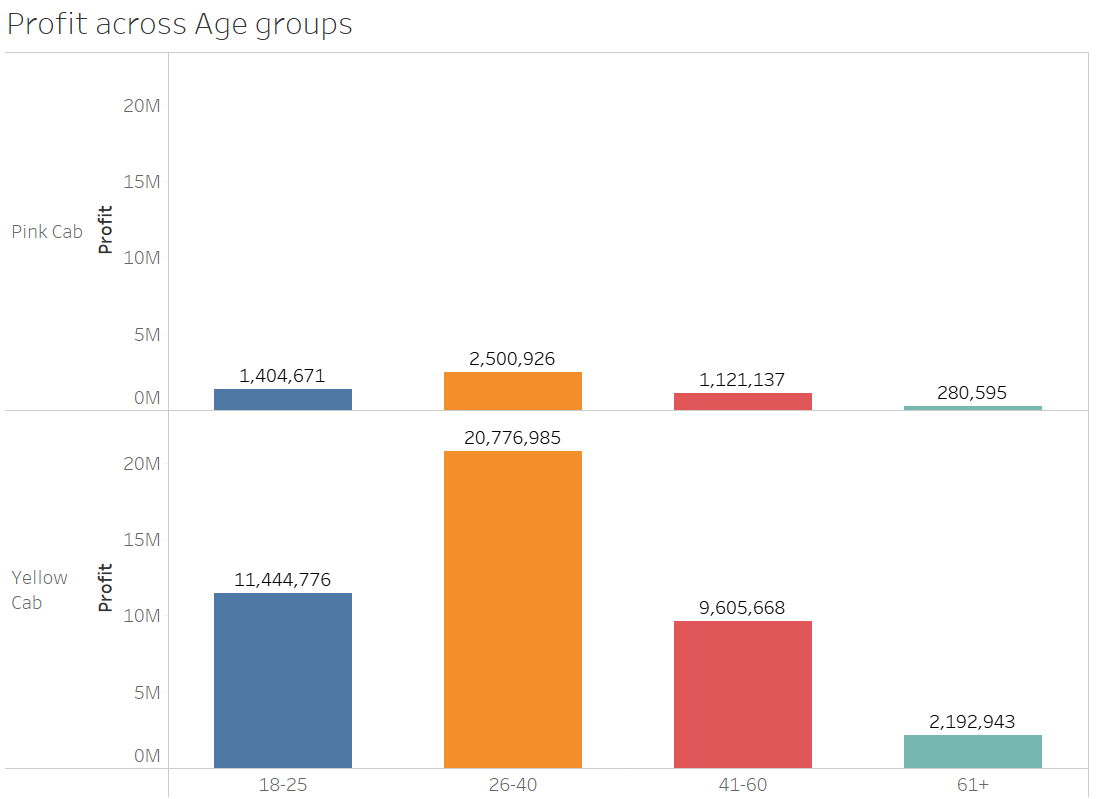 Profit across Age groups
Pink Cab
Profit
20M
15M
10M
5M
0M
1,404,671
2,500,926
1,121,137
280,595
Yellow
Cab
Profit
20M
15M
10M
5M
0M
11,444,776
20,776,985
9,605,668
2,192,943
18-25
26-40
41-60
61+